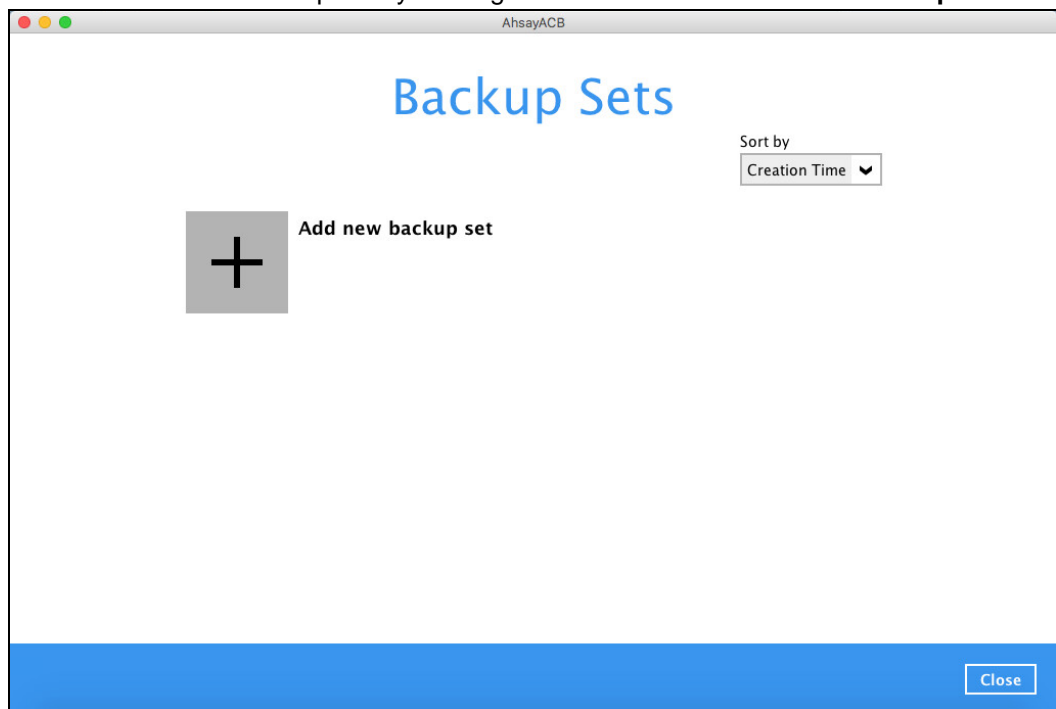 AhsayACB
Backup Sets
Sort by
Creation Time
Add new backup set
Close